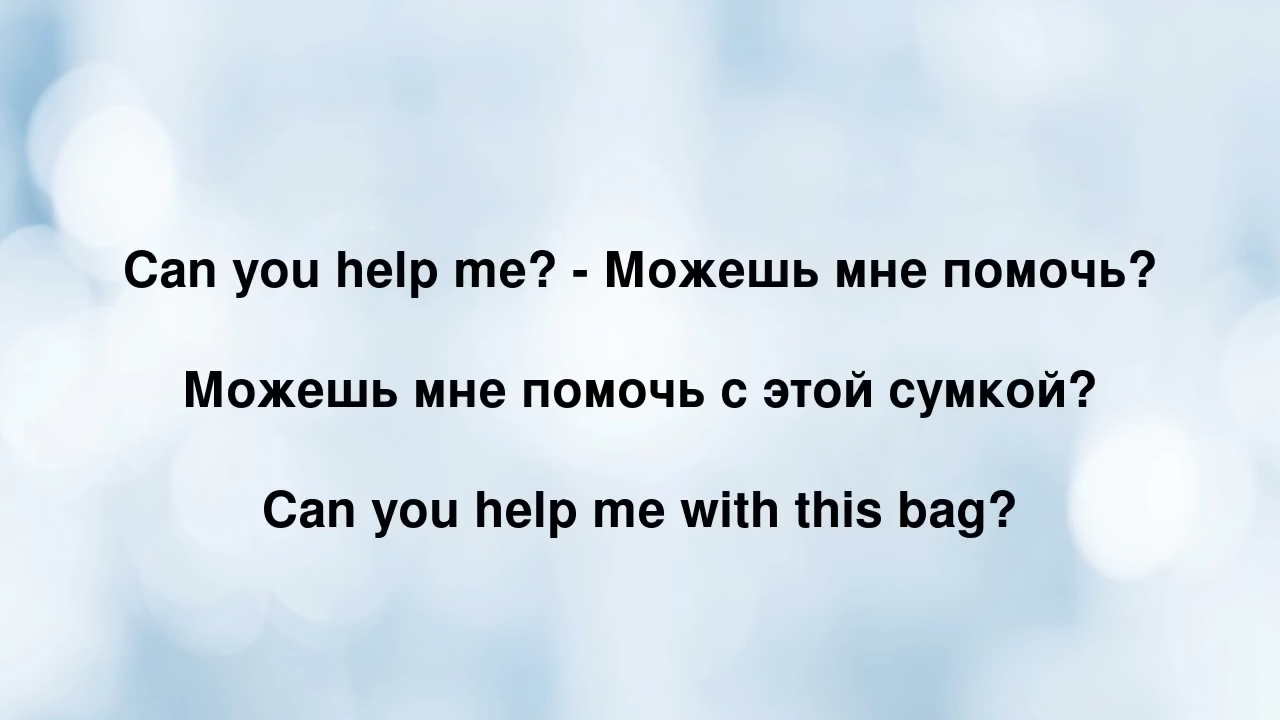 Can you help me? - Можешь мне помочь?
Можешь мне помочь с этой сумкой?
Can you help me with this bag?